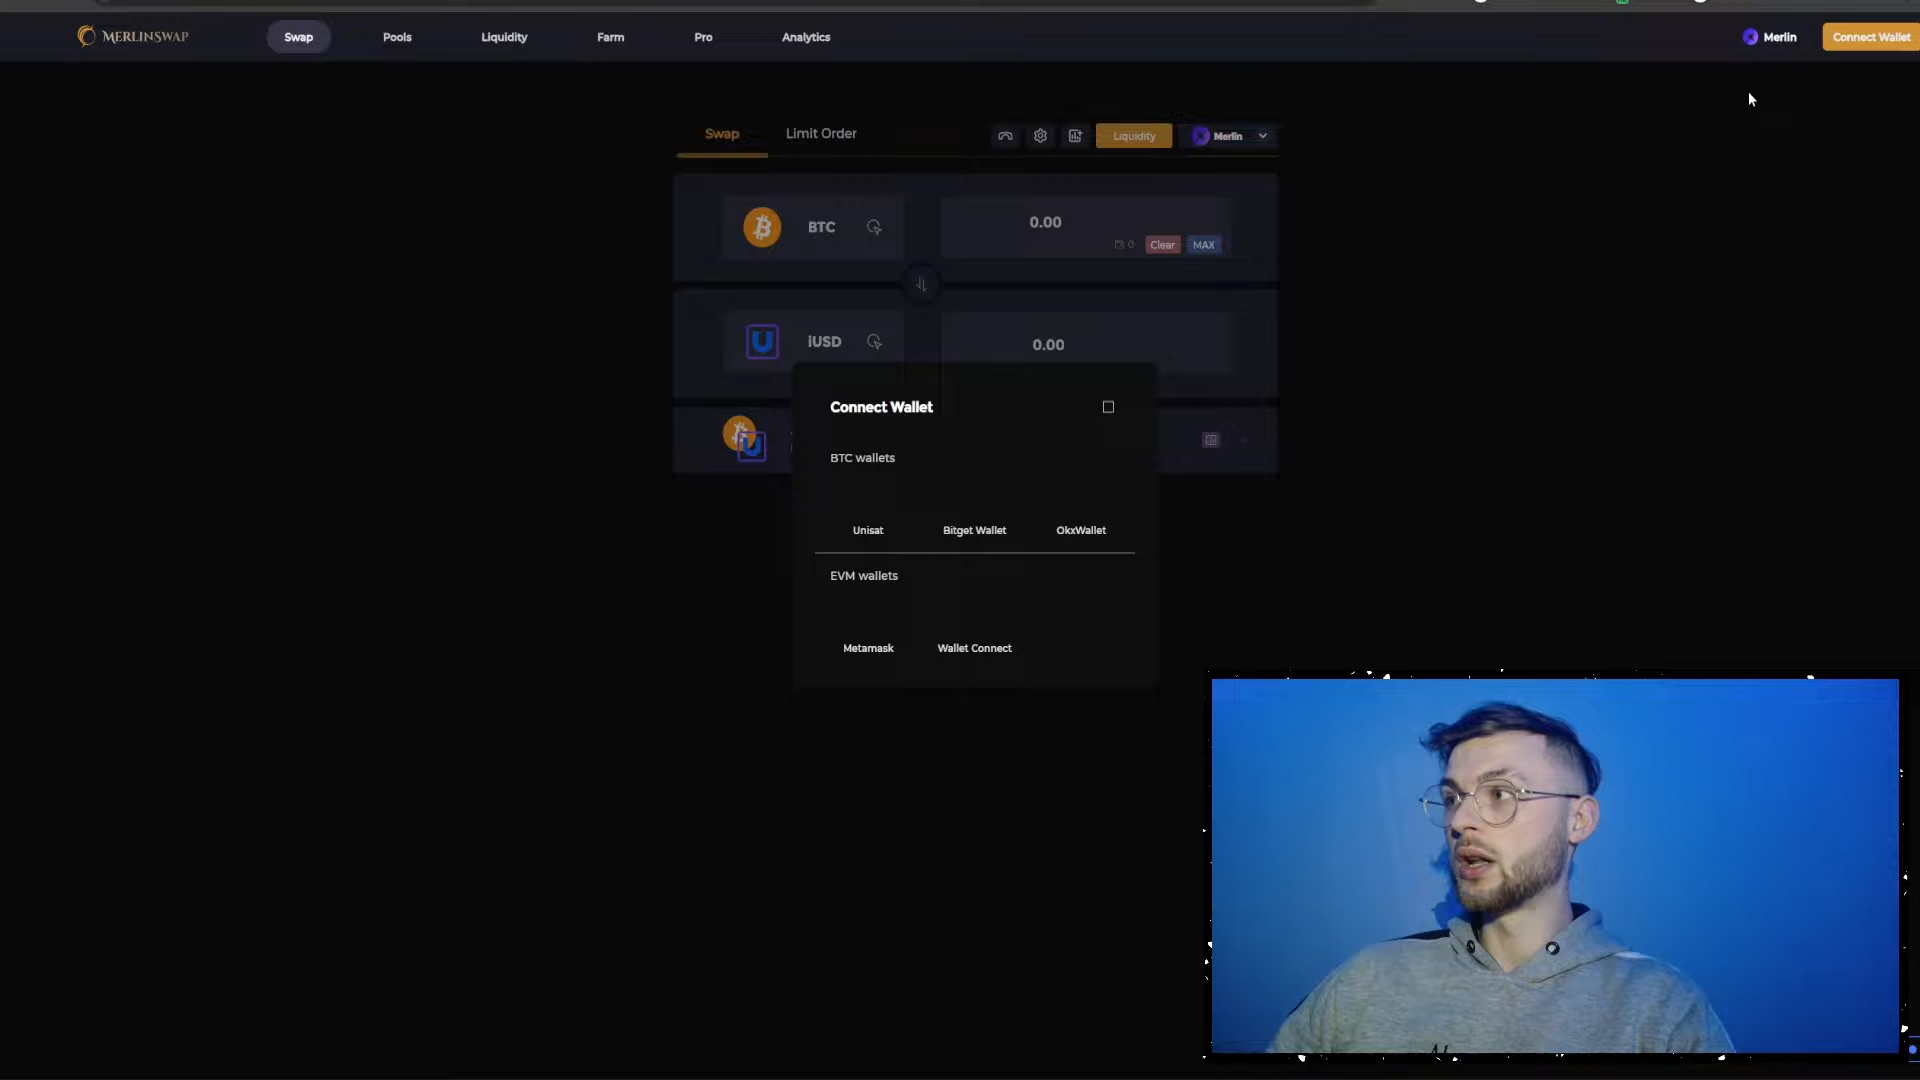 MERLINSWAP Swap Pools Liquidity Farm Pro Analytics Merlin Connect Wallet
Swap Limit Order Liquidity Merlin
BTC 0.00
0 Clear MAX
iUSD 0.00
Connect Wallet
BTC wallets
Unisat Bitget Wallet OkxWallet
EVM wallets
Metamask Wallet Connect